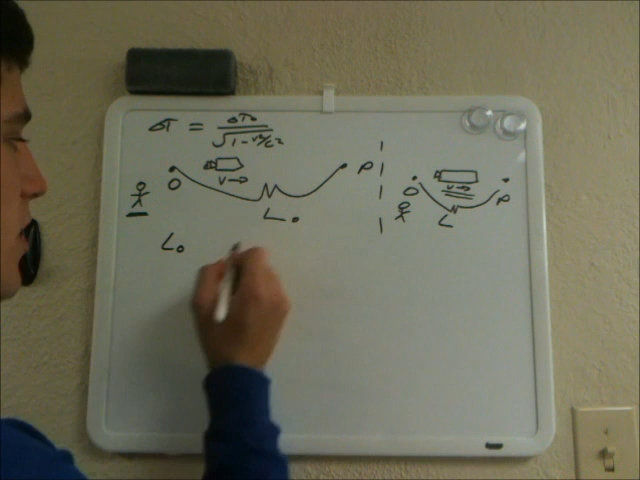 ΔT = ΔT₀ / √1 - v²/c²
V→
O
P
L₀
V→
O
P
L
L₀